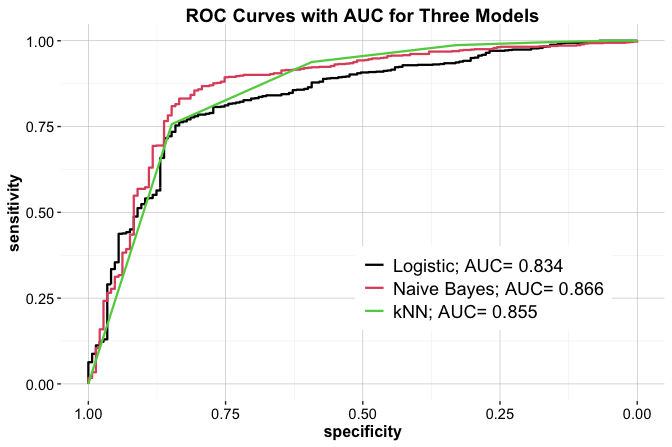 ROC Curves with AUC for Three Models
1.00
0.75
0.50
0.25
0.00
sensitivity
Logistic; AUC= 0.834
Naive Bayes; AUC= 0.866
kNN; AUC= 0.855
1.00 0.75 0.50 0.25 0.00
specificity